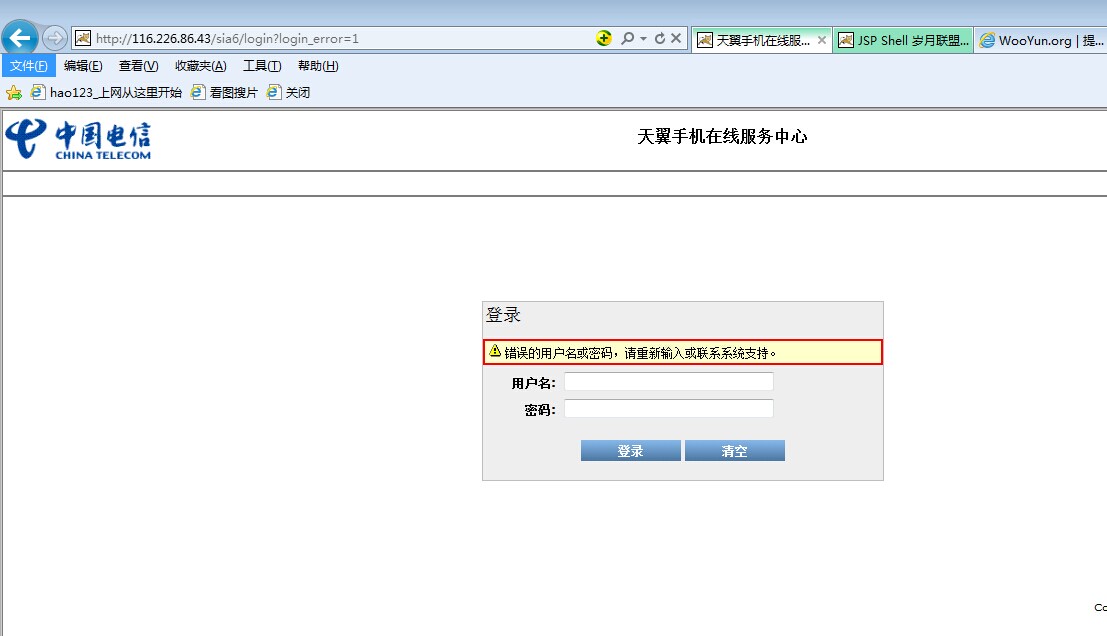 http://116.226.86.43/sia6/login?login_error=1
天翼手机在线服...
JSP Shell 岁月联盟...
WooYun.org | 提...
文件(F) 编辑(E) 查看(V) 收藏夹(A) 工具(T) 帮助(H)
hao123_上网从这里开始 看图搜片 关闭
中国电信
CHINA TELECOM
天翼手机在线服务中心
登录
错误的用户名或密码，请重新输入或联系系统支持。
用户名:
密码:
登录 清空
Co